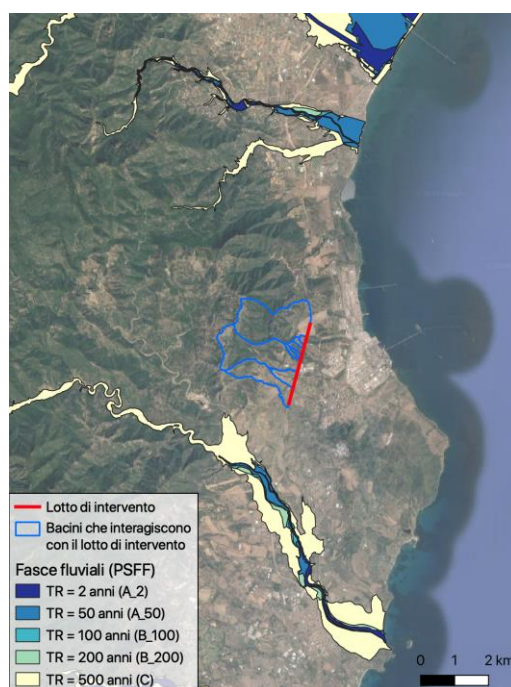 Lotto di intervento
Bacini che interagiscono
con il lotto di intervento
Fasce fluviali (PSFF)
TR = 2 anni (A_2)
TR = 50 anni (A_50)
TR = 100 anni (B_100)
TR = 200 anni (B_200)
TR = 500 anni (C)
0 1 2 km